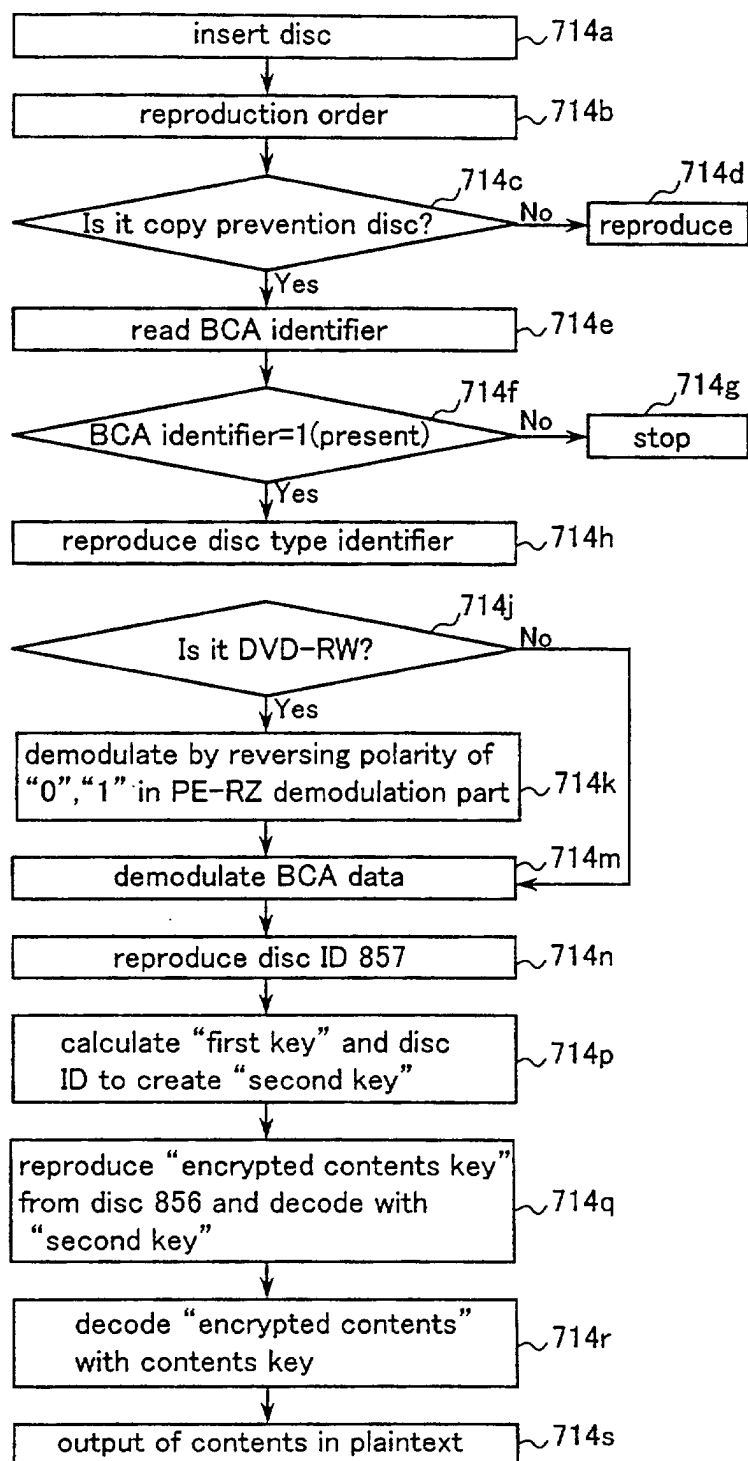 insert disc 714a
reproduction order 714b
714c
714d
Is it copy prevention disc? No reproduce
Yes
read BCA identifier 714e
714f
714g
BCA identifier=1(present) No stop
Yes
reproduce disc type identifier 714h
714j
Is it DVD-RW? No
Yes
demodulate by reversing polarity of
“0”,“1” in PE-RZ demodulation part 714k
714m
demodulate BCA data
reproduce disc ID 857 714n
calculate “first key” and disc
ID to create “second key” 714p
reproduce “encrypted contents key”
from disc 856 and decode with 714q
“second key”
decode “encrypted contents” 714r
with contents key
output of contents in plaintext 714s